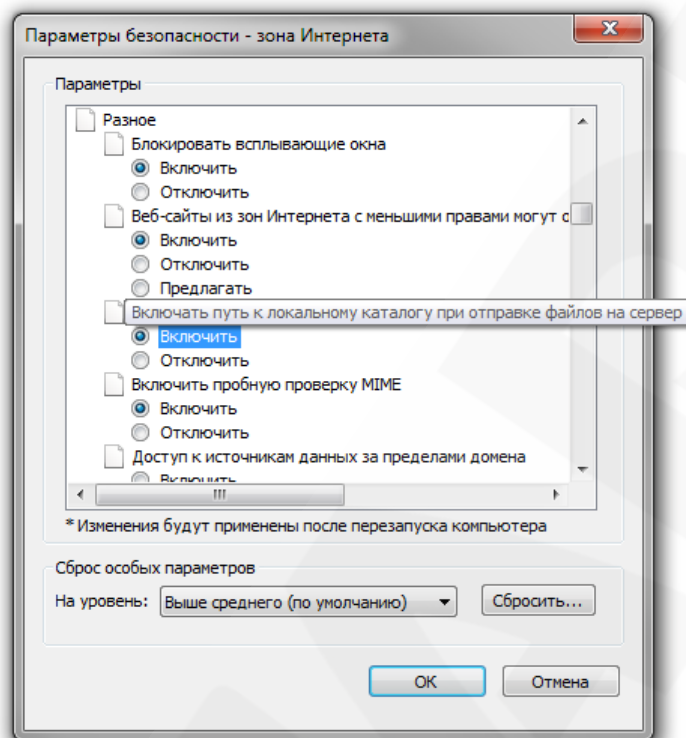 Параметры безопасности - зона Интернета
Параметры
Разное
Блокировать всплывающие окна
Включить
Отключить
Веб-сайты из зон Интернета с меньшими правами могут о
Включить
Отключить
Предлагать
Включать путь к локальному каталогу при отправке файлов на сервер
Включить
Отключить
Включить пробную проверку MIME
Включить
Отключить
Доступ к источникам данных за пределами домена
Включить
* Изменения будут применены после перезапуска компьютера
Сброс особых параметров
На уровень:
Выше среднего (по умолчанию)
Сбросить...
ОК
Отмена